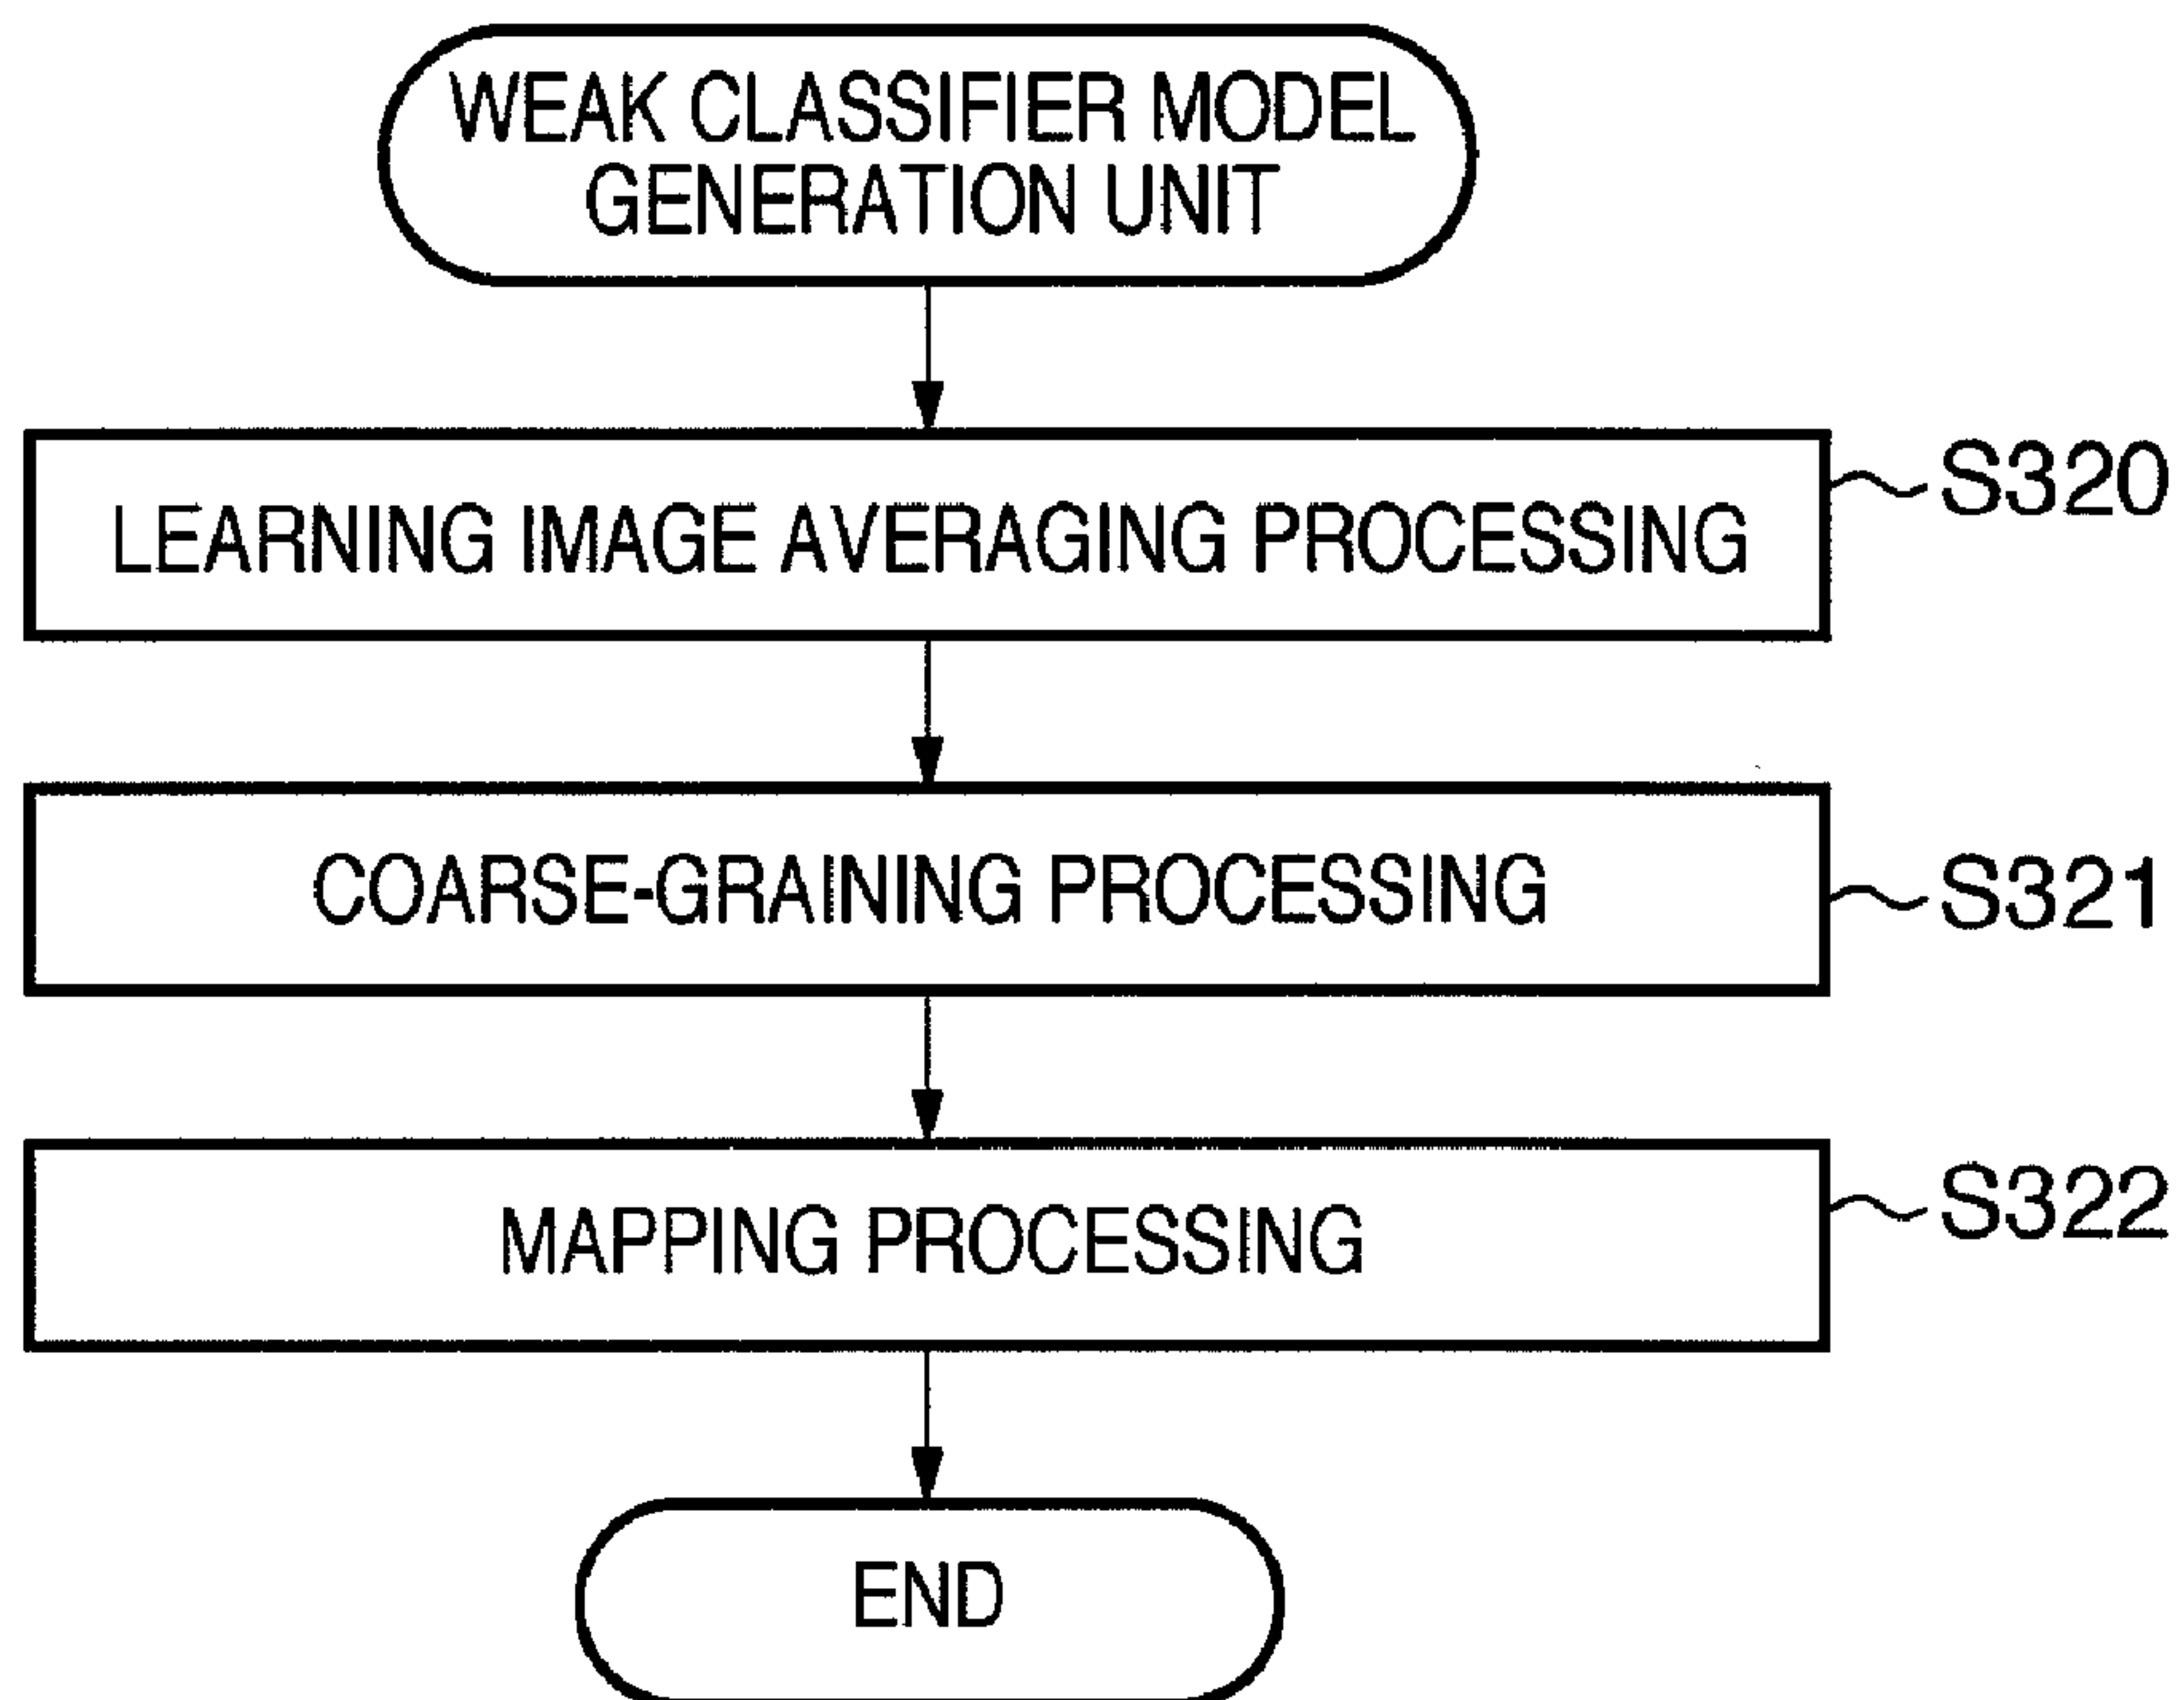 WEAK CLASSIFIER MODEL
GENERATION UNIT
LEARNING IMAGE AVERAGING PROCESSING
S320
COARSE-GRAINING PROCESSING
S321
MAPPING PROCESSING
S322
END